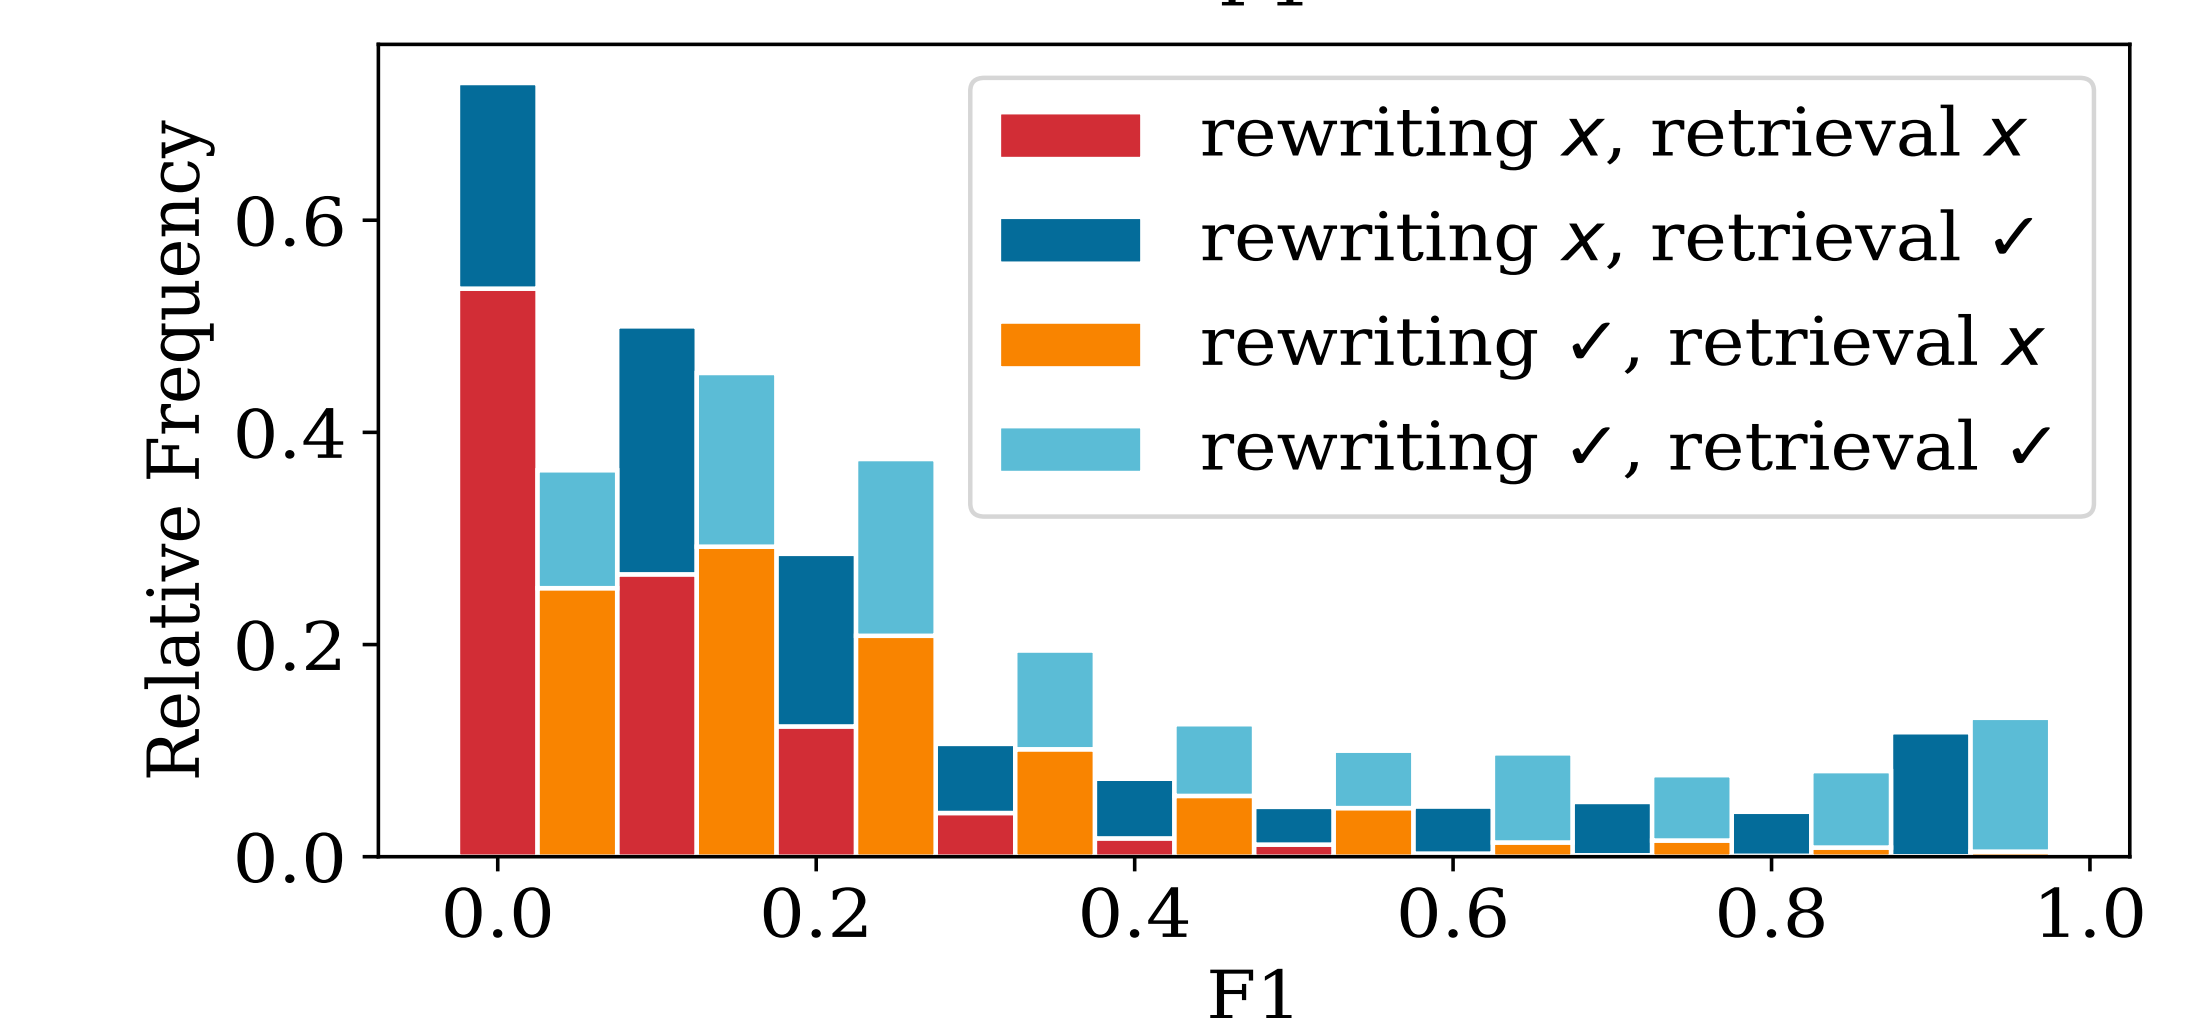 Relative Frequency
0.6
0.4
0.2
0.0
rewriting x, retrieval x
rewriting x, retrieval ✓
rewriting ✓, retrieval x
rewriting ✓, retrieval ✓
0.0 0.2 0.4 0.6 0.8 1.0
F1